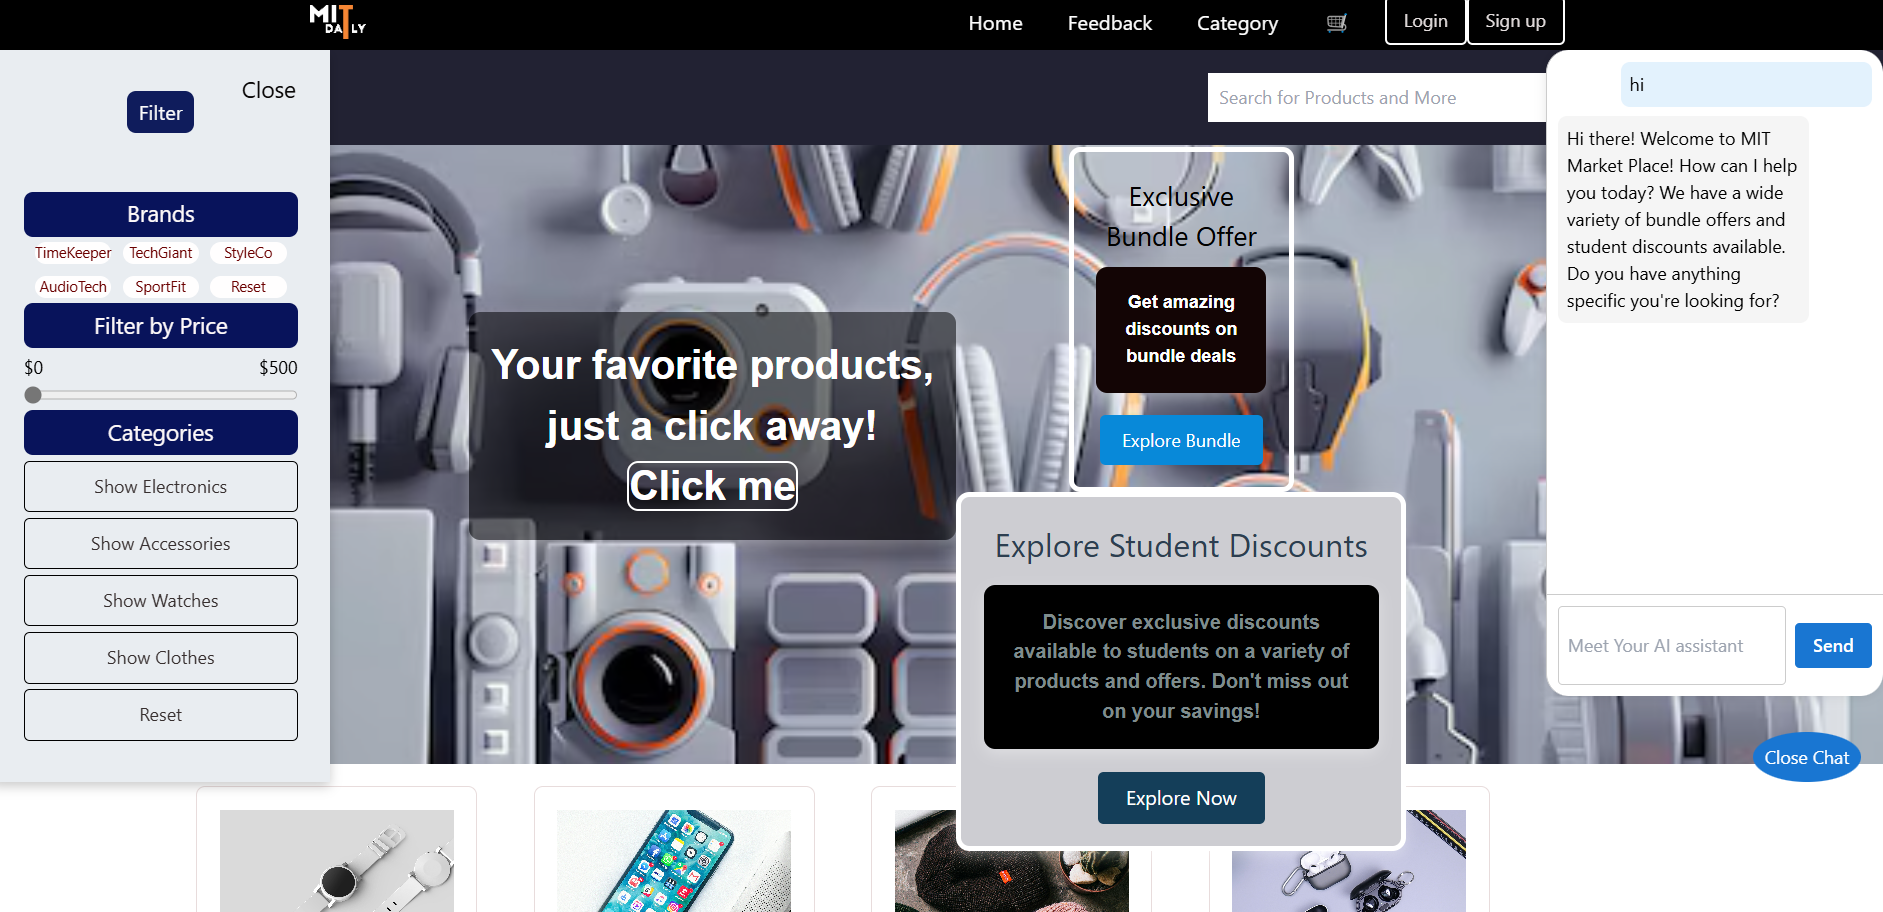 MIT
DAILY
Home
Feedback
Category
Login
Sign up
Close
Filter
Brands
TimeKeeper
TechGiant
StyleCo
AudioTech
SportFit
Reset
Filter by Price
$0
$500
Categories
Show Electronics
Show Accessories
Show Watches
Show Clothes
Reset
Search for Products and More
Your favorite products,
just a click away!
Click me
Exclusive
Bundle Offer
Get amazing
discounts on
bundle deals
Explore Bundle
Explore Student Discounts
Discover exclusive discounts
available to students on a variety of
products and offers. Don't miss out
on your savings!
Explore Now
hi
Hi there! Welcome to MIT
Market Place! How can I help
you today? We have a wide
variety of bundle offers and
student discounts available.
Do you have anything
specific you're looking for?
Meet Your AI assistant
Send
Close Chat